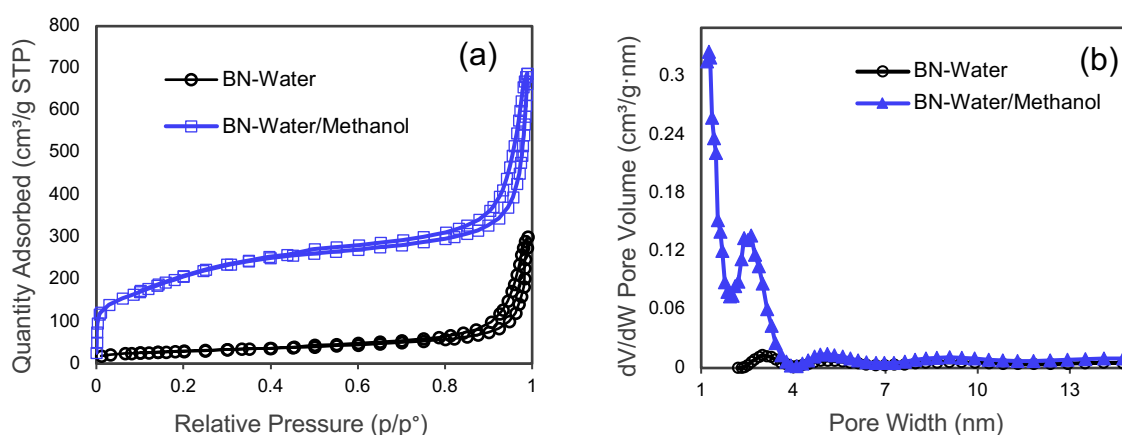 (a)
BN-Water
BN-Water/Methanol
Quantity Adsorbed (cm³/g STP)
800
700
600
500
400
300
200
100
0
0
0.2
0.4
0.6
0.8
1
Relative Pressure (p/p°)
(b)
BN-Water
BN-Water/Methanol
dV/dW Pore Volume (cm³/g·nm)
0.3
0.24
0.18
0.12
0.06
0
1
4
7
10
13
Pore Width (nm)